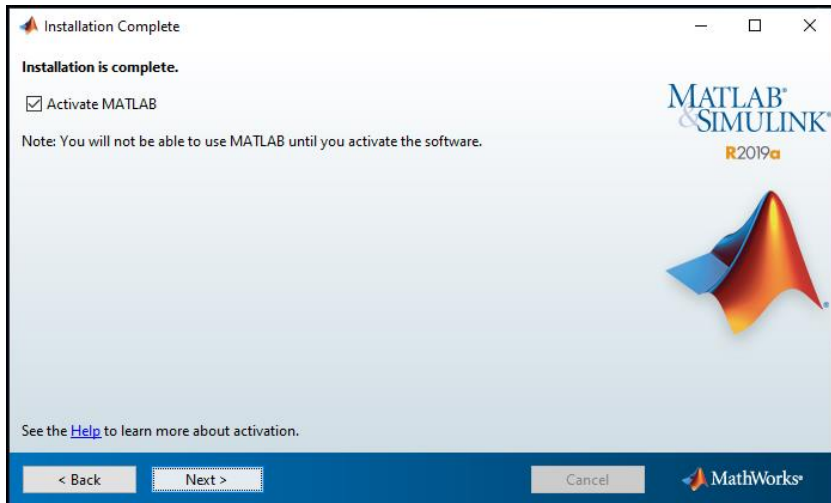 Installation Complete
Installation is complete.
Activate MATLAB
Note: You will not be able to use MATLAB until you activate the software.
MATLAB®
&SIMULINK®
R2019a
See the Help to learn more about activation.
< Back
Next >
Cancel
MathWorks®